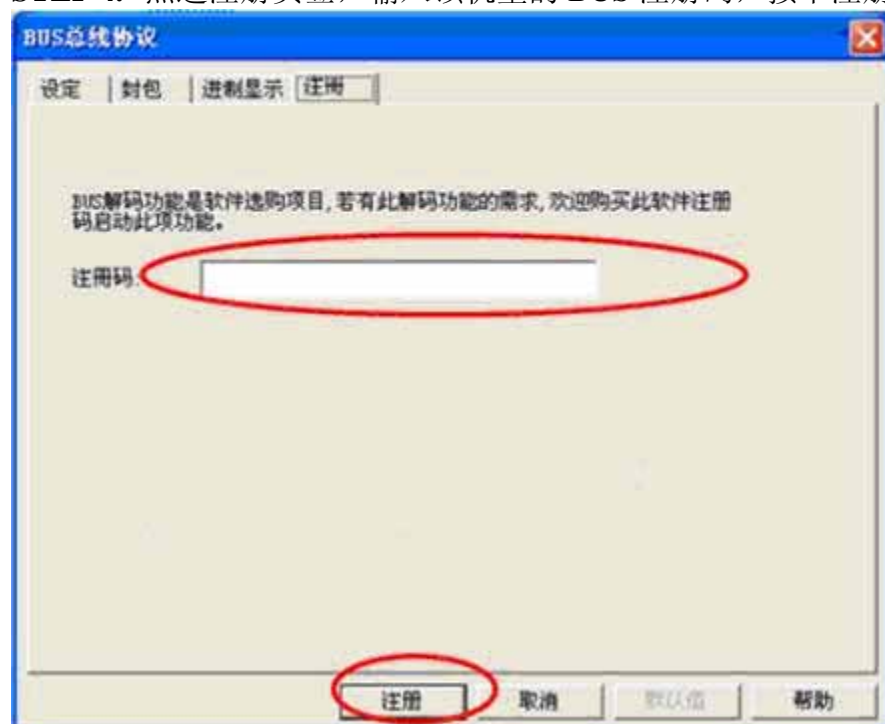 BUS总线协议
设定 封包 进制显示 注册
BUS解码功能是软件选购项目,若有此解码功能的需求,欢迎购买此软件注册
码启动此项功能。
注册码:
注册 取消 默认值 帮助